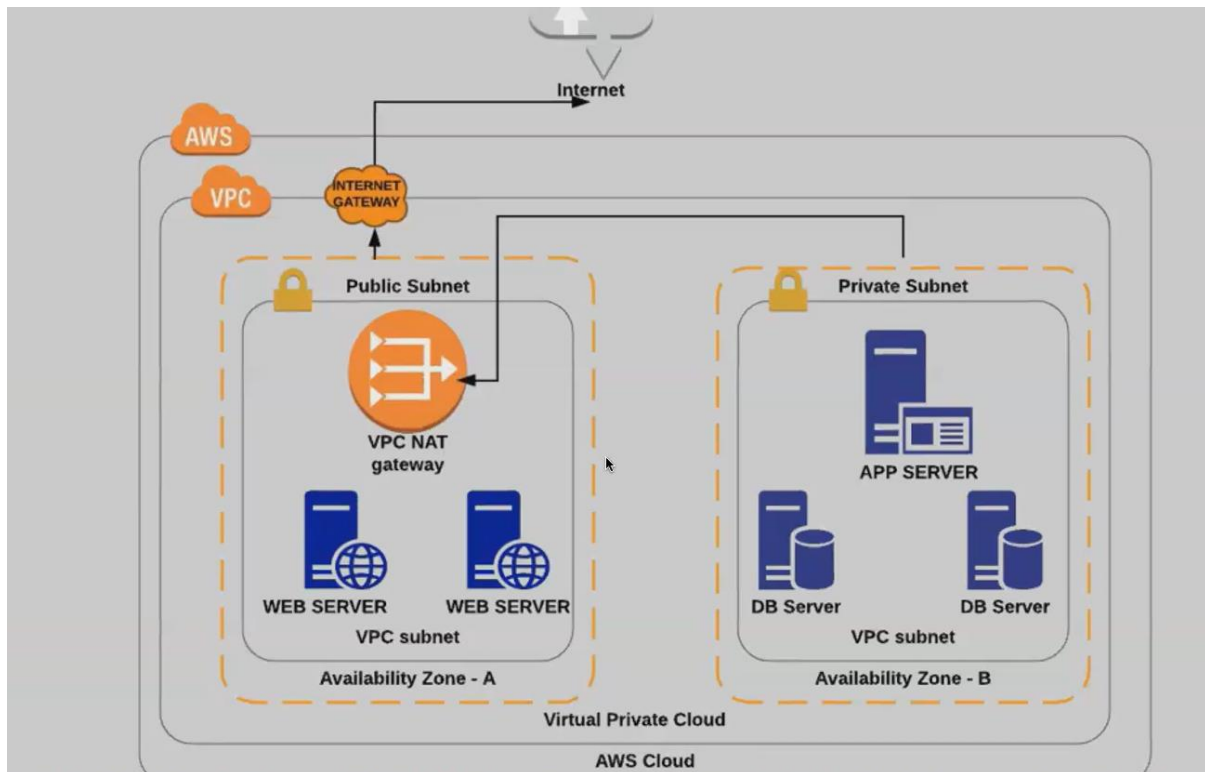 Internet
AWS
VPC
INTERNET
GATEWAY
Public Subnet
Private Subnet
VPC NAT
gateway
APP SERVER
WEB SERVER
WEB SERVER
DB Server
DB Server
VPC subnet
VPC subnet
Availability Zone - A
Availability Zone - B
Virtual Private Cloud
AWS Cloud